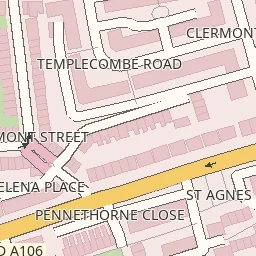 CLERMONT
TEMPLECOMBE ROAD
MONT STREET
ELENA PLACE
ST AGNES
PENNETHORNE CLOSE
D A106